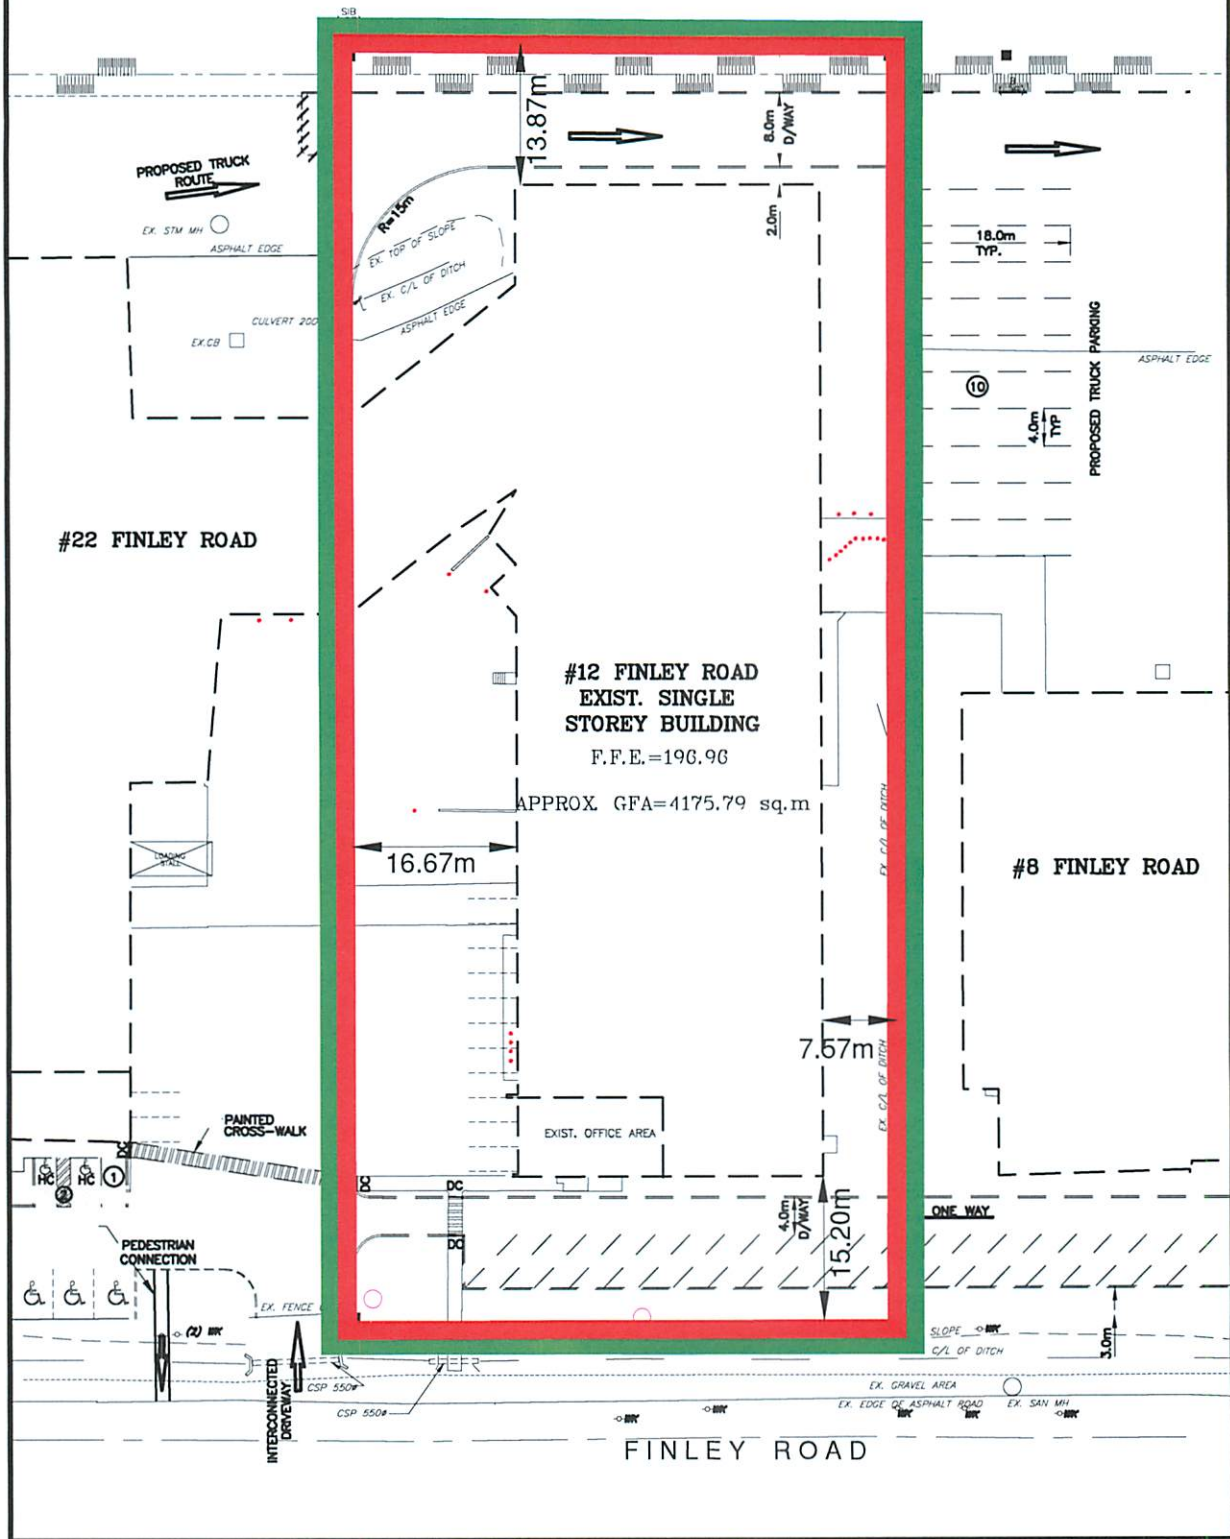 SIB
13.87m
8.0m
D/WAY
PROPOSED TRUCK
ROUTE
EX. STM MH
ASPHALT EDGE
R=15m
EX. TOP OF SLOPE
EX. C/L OF DITCH
ASPHALT EDGE
2.0m
18.0m
TYP.
CULVERT 200
EX.CB
ASPHALT EDGE
10
4.0m
TYP
PROPOSED TRUCK PARKING
#22 FINLEY ROAD
#12 FINLEY ROAD
EXIST. SINGLE
STOREY BUILDING
F.F.E.=196.96
APPROX. GFA=4175.79 sq.m
EX. C/L OF DITCH
LOADING
STALL
16.67m
#8 FINLEY ROAD
7.57m
EX. C/L OF DITCH
PAINTED
CROSS-WALK
EXIST. OFFICE AREA
DC
HC
HC
1
2
DC
DC
DC
4.0m
D/WAY
15.20m
ONE WAY
PEDESTRIAN
CONNECTION
EX. FENCE
(2)
SLOPE
C/L OF DITCH
3.0m
INTERCONNECTED
DRIVEWAY
CSP 550ø
CSP 550ø
EX. GRAVEL AREA
EX. EDGE OF ASPHALT ROAD
EX. SAN MH
FINLEY ROAD